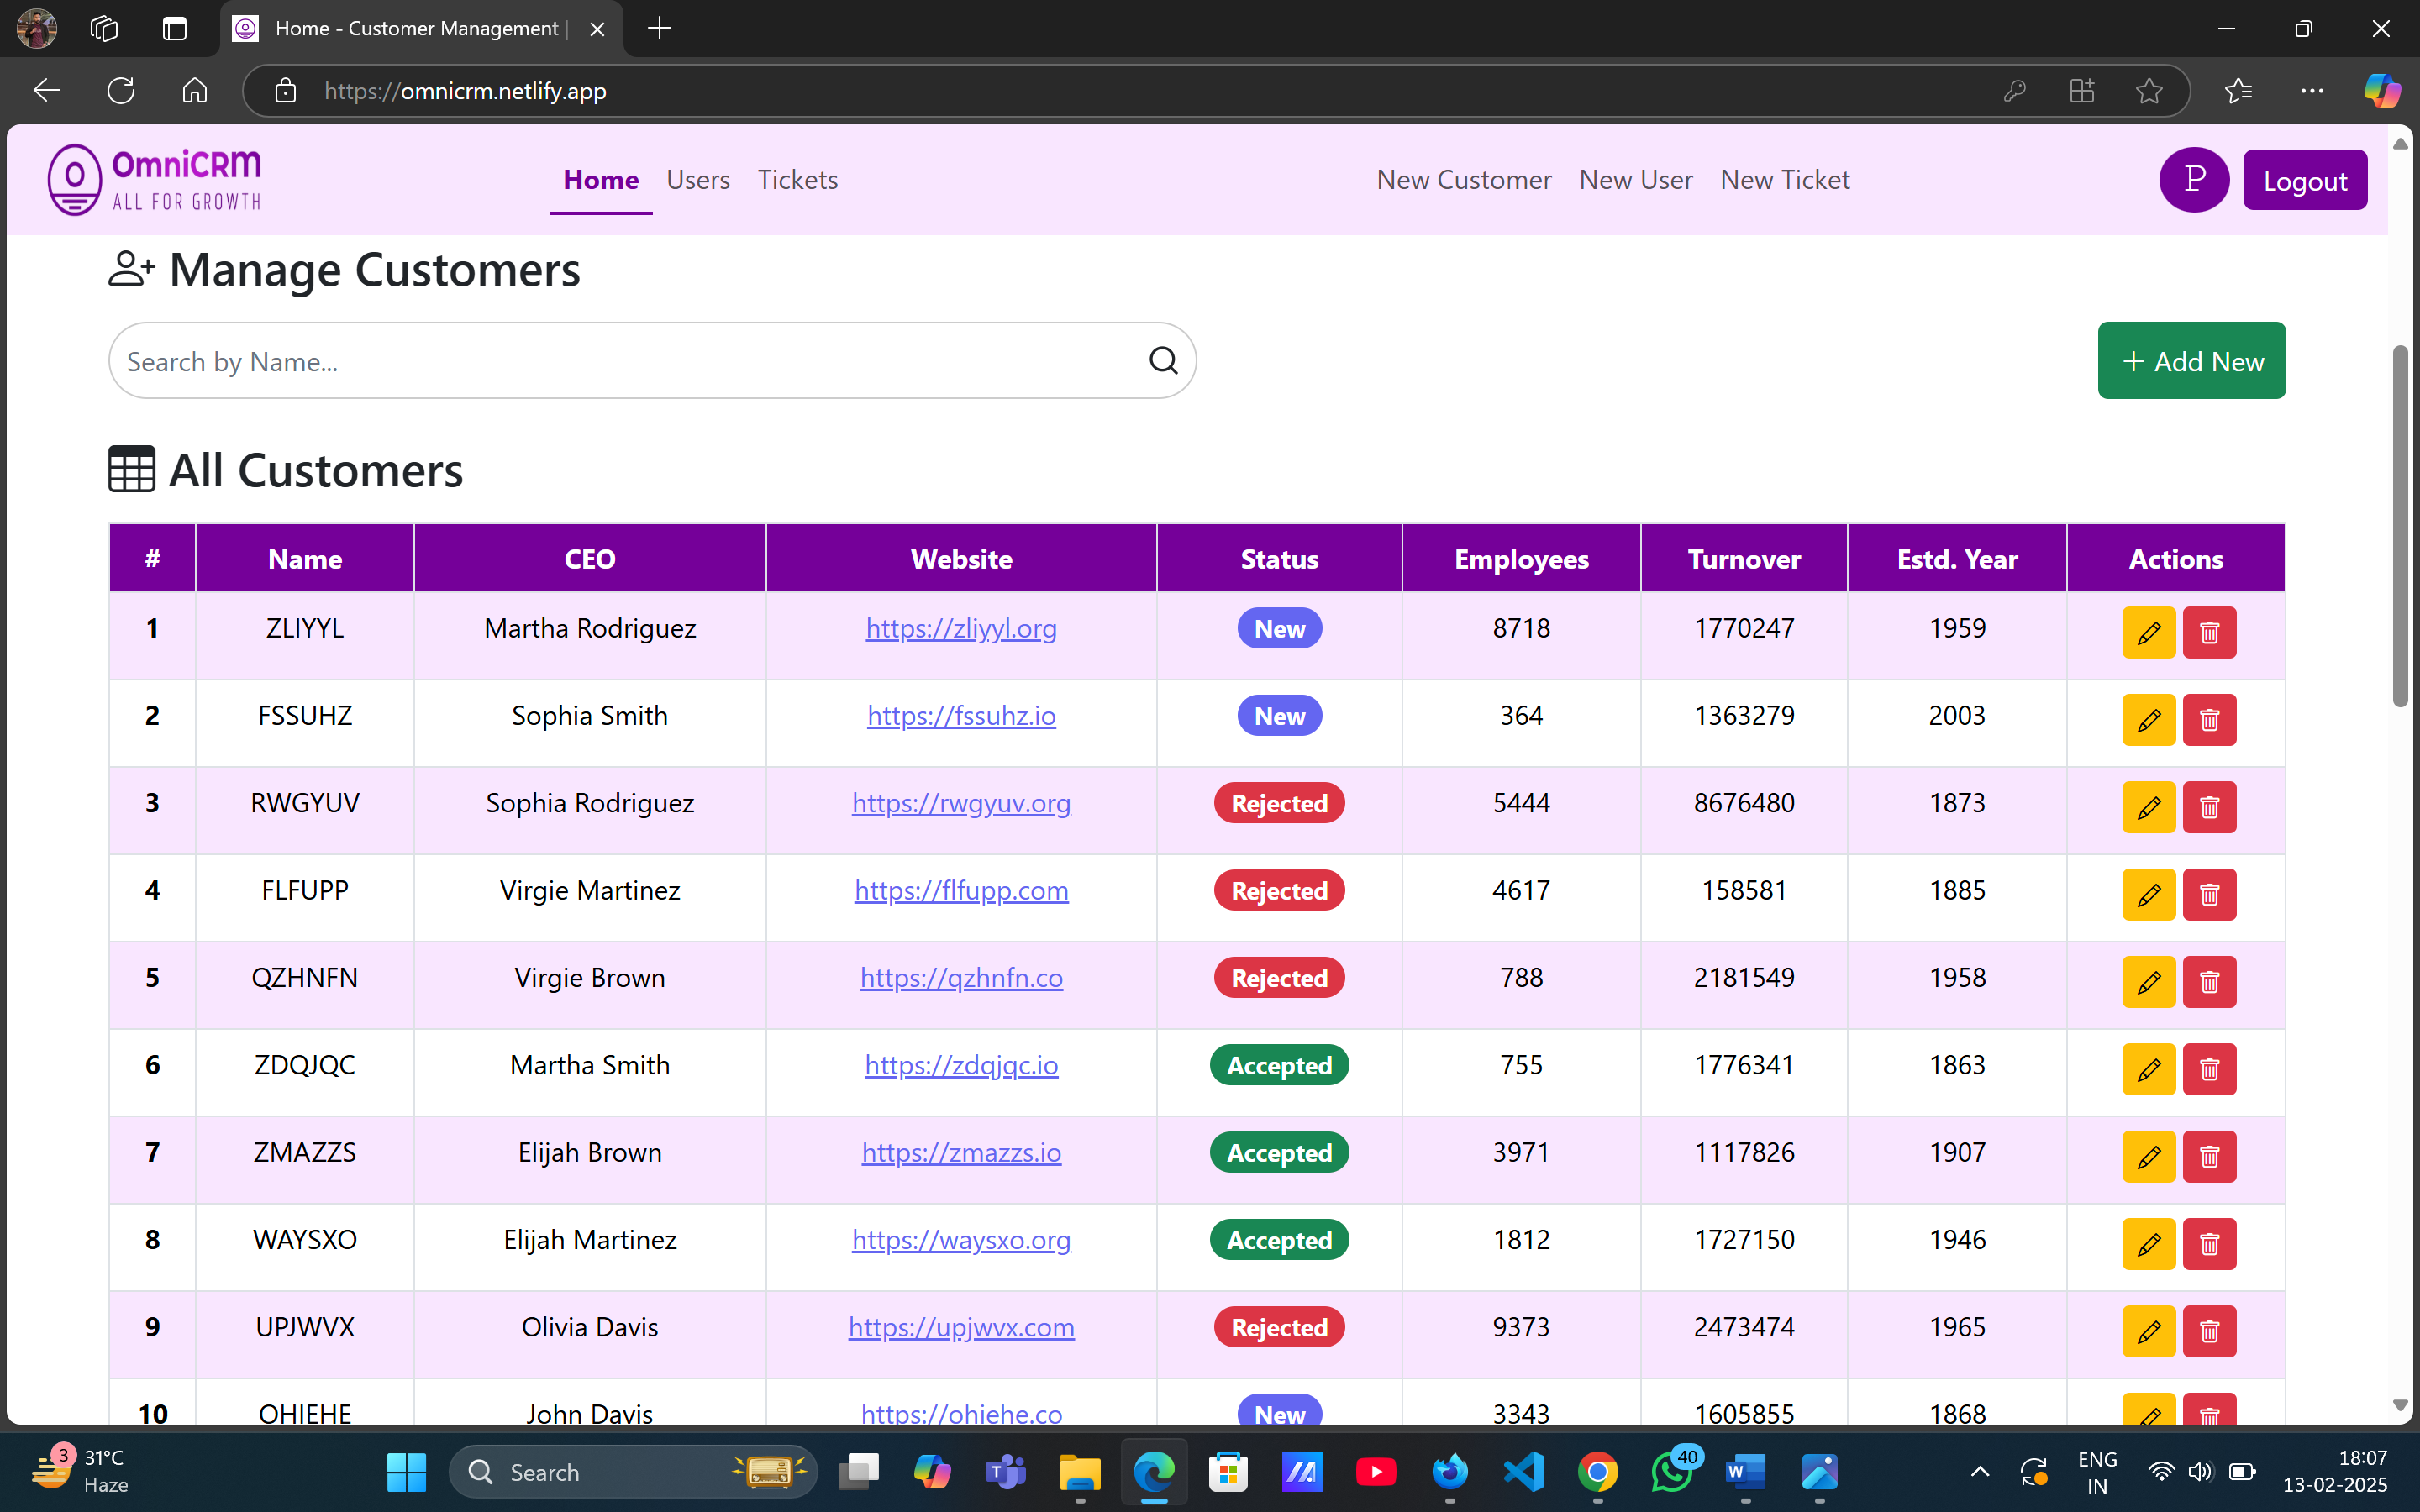 Home - Customer Management |
https://omnicrm.netlify.app
OmniCRM
ALL FOR GROWTH
Home Users Tickets New Customer New User New Ticket P Logout
Manage Customers
Search by Name...
+ Add New
All Customers
# Name CEO Website Status Employees Turnover Estd. Year Actions
1 ZLIYYL Martha Rodriguez https://zliyyl.org New 8718 1770247 1959
2 FSSUHZ Sophia Smith https://fssuhz.io New 364 1363279 2003
3 RWGYUV Sophia Rodriguez https://rwgyuv.org Rejected 5444 8676480 1873
4 FLFUPP Virgie Martinez https://flfupp.com Rejected 4617 158581 1885
5 QZHNFN Virgie Brown https://qzhnfn.co Rejected 788 2181549 1958
6 ZDQJQC Martha Smith https://zdqjqc.io Accepted 755 1776341 1863
7 ZMAZZS Elijah Brown https://zmazzs.io Accepted 3971 1117826 1907
8 WAYSXO Elijah Martinez https://waysxo.org Accepted 1812 1727150 1946
9 UPJWVX Olivia Davis https://upjwvx.com Rejected 9373 2473474 1965
10 OHIEHE John Davis https://ohiehe.co New 3343 1605855 1868
3 31°C
Haze
Search
40
ENG
IN
18:07
13-02-2025